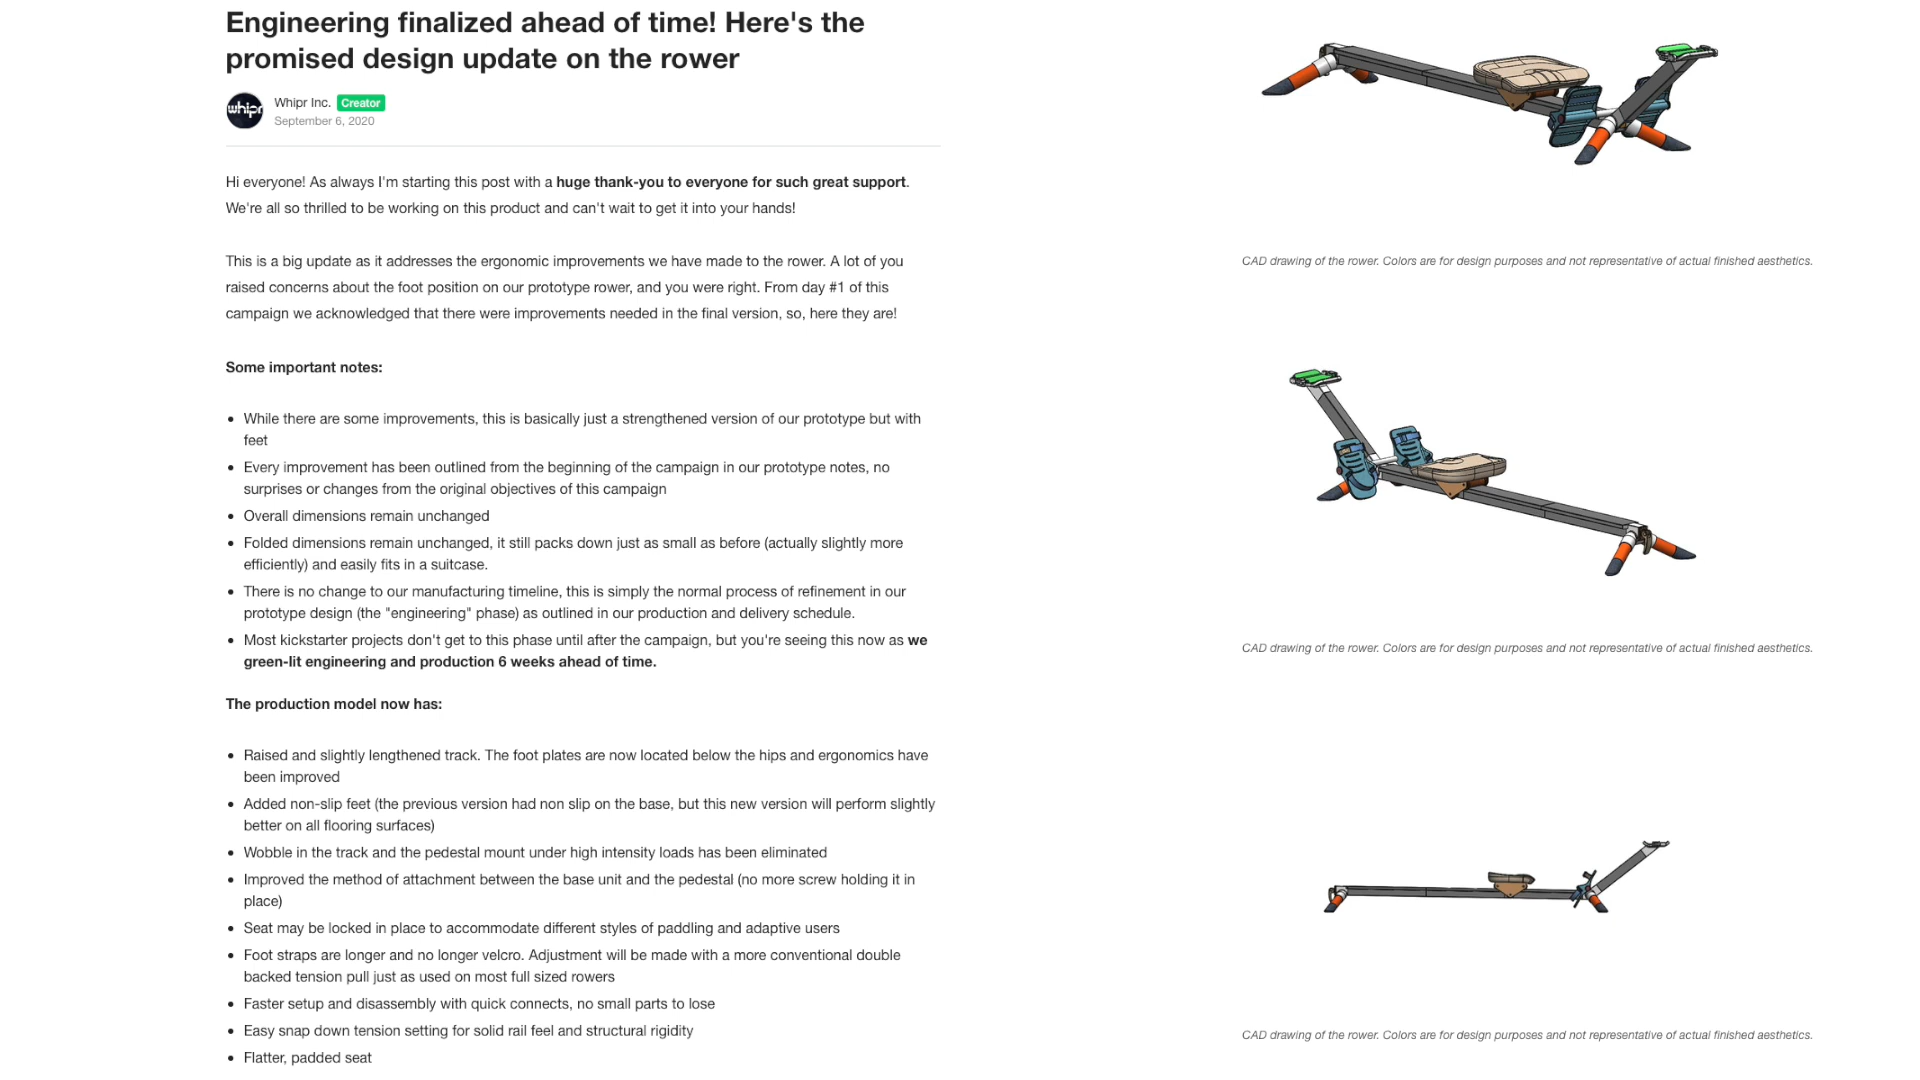 Engineering finalized ahead of time! Here's the
promised design update on the rower
whipr
Whipr Inc. Creator
September 6, 2020
Hi everyone! As always I'm starting this post with a huge thank-you to everyone for such great support.
We're all so thrilled to be working on this product and can't wait to get it into your hands!
This is a big update as it addresses the ergonomic improvements we have made to the rower. A lot of you
raised concerns about the foot position on our prototype rower, and you were right. From day #1 of this
campaign we acknowledged that there were improvements needed in the final version, so, here they are!
Some important notes:
• While there are some improvements, this is basically just a strengthened version of our prototype but with
feet
• Every improvement has been outlined from the beginning of the campaign in our prototype notes, no
surprises or changes from the original objectives of this campaign
• Overall dimensions remain unchanged
• Folded dimensions remain unchanged, it still packs down just as small as before (actually slightly more
efficiently) and easily fits in a suitcase.
• There is no change to our manufacturing timeline, this is simply the normal process of refinement in our
prototype design (the "engineering" phase) as outlined in our production and delivery schedule.
• Most kickstarter projects don't get to this phase until after the campaign, but you're seeing this now as we
green-lit engineering and production 6 weeks ahead of time.
The production model now has:
• Raised and slightly lengthened track. The foot plates are now located below the hips and ergonomics have
been improved
• Added non-slip feet (the previous version had non slip on the base, but this new version will perform slightly
better on all flooring surfaces)
• Wobble in the track and the pedestal mount under high intensity loads has been eliminated
• Improved the method of attachment between the base unit and the pedestal (no more screw holding it in
place)
• Seat may be locked in place to accommodate different styles of paddling and adaptive users
• Foot straps are longer and no longer velcro. Adjustment will be made with a more conventional double
backed tension pull just as used on most full sized rowers
• Faster setup and disassembly with quick connects, no small parts to lose
• Easy snap down tension setting for solid rail feel and structural rigidity
• Flatter, padded seat
CAD drawing of the rower. Colors are for design purposes and not representative of actual finished aesthetics.
CAD drawing of the rower. Colors are for design purposes and not representative of actual finished aesthetics.
CAD drawing of the rower. Colors are for design purposes and not representative of actual finished aesthetics.